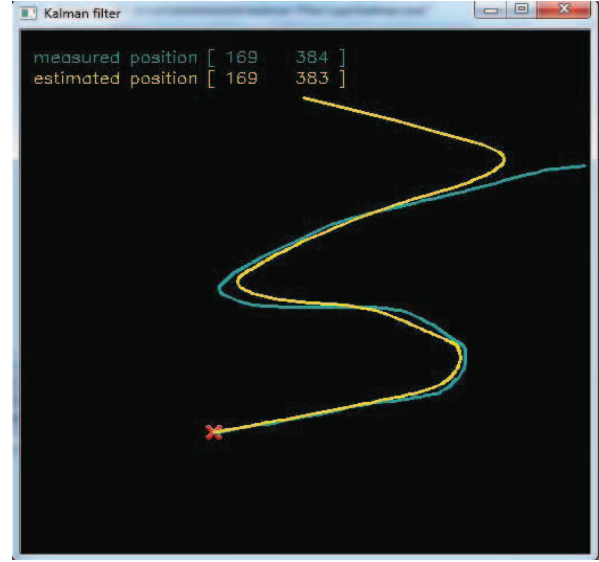 Kalman filter
measured position [ 169 384 ]
estimated position [ 169 383 ]